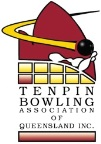 TENPIN
BOWLING
ASSOCIATION
OF
QUEENSLAND INC.